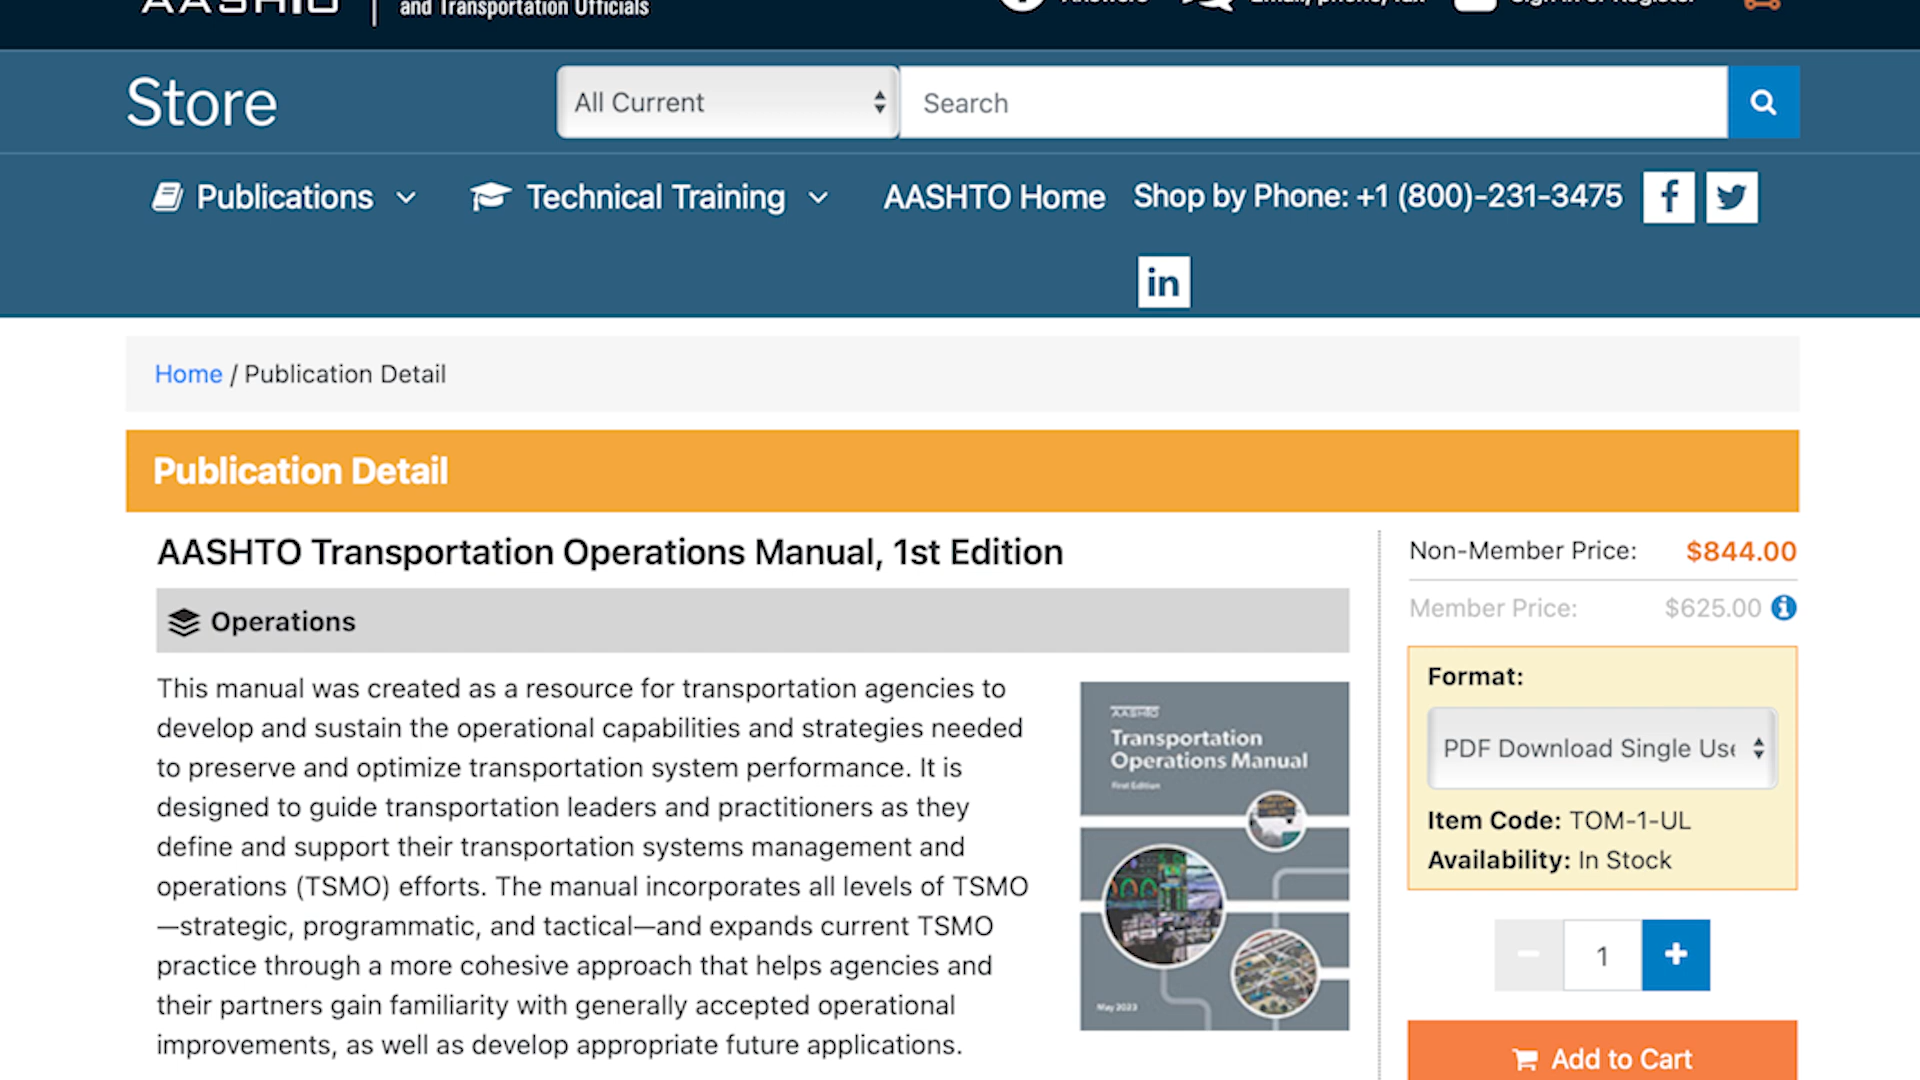 AASHTO
and Transportation Officials
Store
All Current
Search
Publications
Technical Training
AASHTO Home
Shop by Phone: +1 (800)-231-3475
Home / Publication Detail
Publication Detail
AASHTO Transportation Operations Manual, 1st Edition
Operations
This manual was created as a resource for transportation agencies to
develop and sustain the operational capabilities and strategies needed
to preserve and optimize transportation system performance. It is
designed to guide transportation leaders and practitioners as they
define and support their transportation systems management and
operations (TSMO) efforts. The manual incorporates all levels of TSMO
—strategic, programmatic, and tactical—and expands current TSMO
practice through a more cohesive approach that helps agencies and
their partners gain familiarity with generally accepted operational
improvements, as well as develop appropriate future applications.
AASHTO
Transportation
Operations Manual
First Edition
May 2023
Non-Member Price: $844.00
Member Price: $625.00
Format:
PDF Download Single Use
Item Code: TOM-1-UL
Availability: In Stock
1
Add to Cart